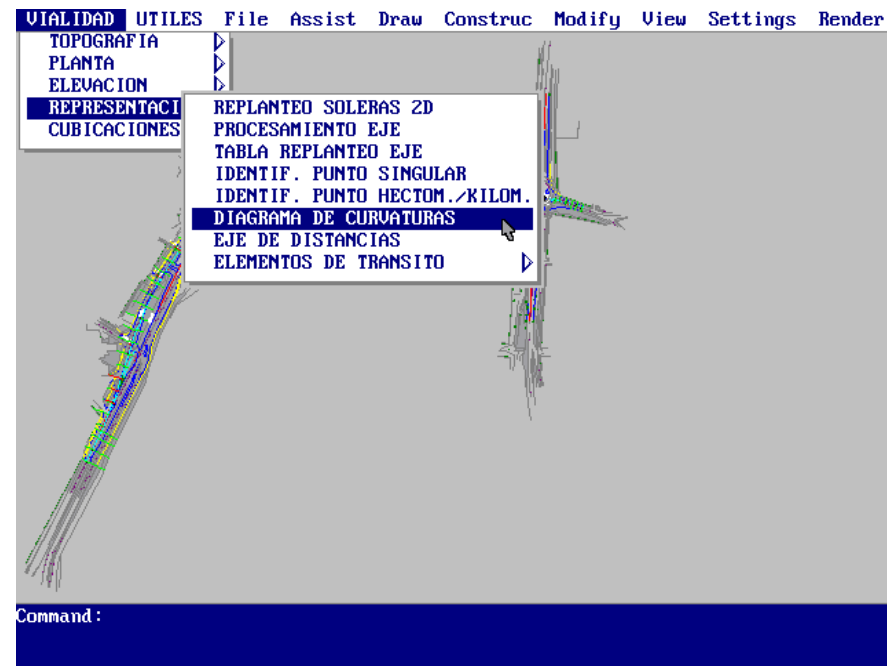 VIALIDAD UTILES File Assist Draw Construc Modify View Settings Render
TOPOGRAFIA
PLANTA
ELEVACION
REPRESENTACI
CUBICACIONES
REPLANTEO SOLERAS 2D
PROCESAMIENTO EJE
TABLA REPLANTEO EJE
IDENTIF. PUNTO SINGULAR
IDENTIF. PUNTO HECTOM./KILOM.
DIAGRAMA DE CURVATURAS
EJE DE DISTANCIAS
ELEMENTOS DE TRANSITO
Command: